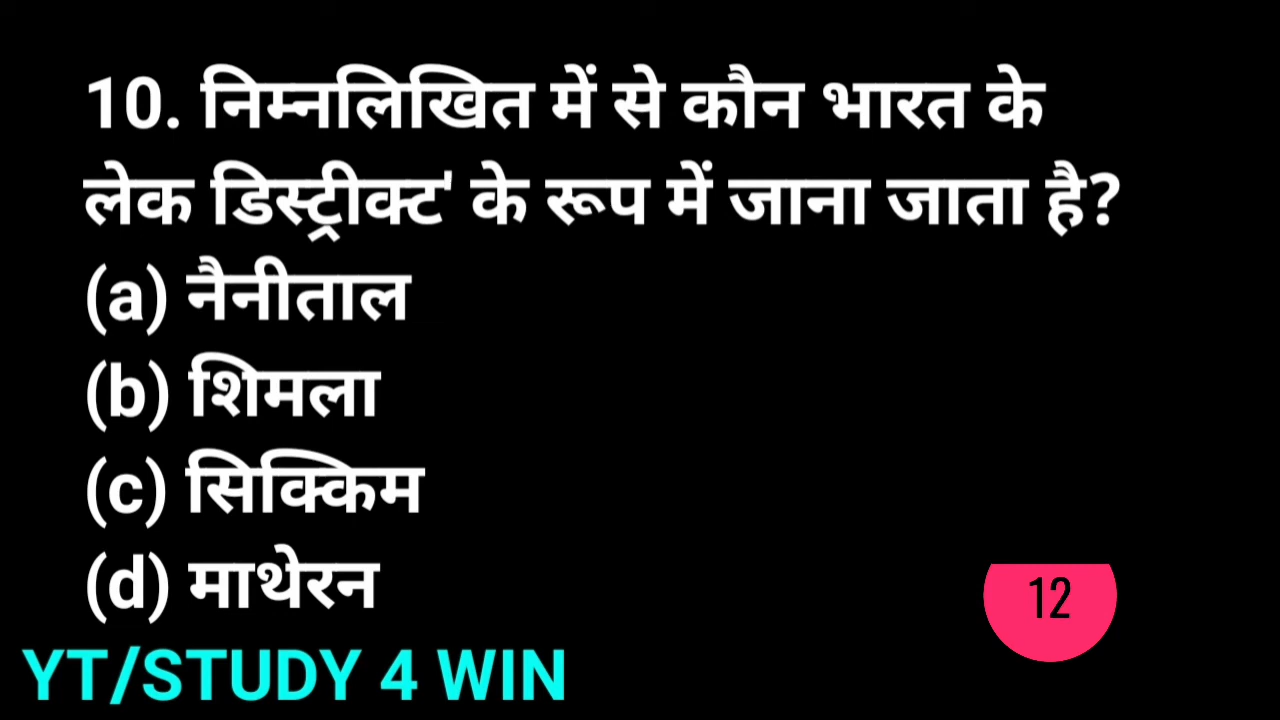 10. निम्नलिखित में से कौन भारत के
लेक डिस्ट्रीक्ट' के रूप में जाना जाता है?
(a) नैनीताल
(b) शिमला
(c) सिक्किम
(d) माथेरन
12
YT/STUDY 4 WIN